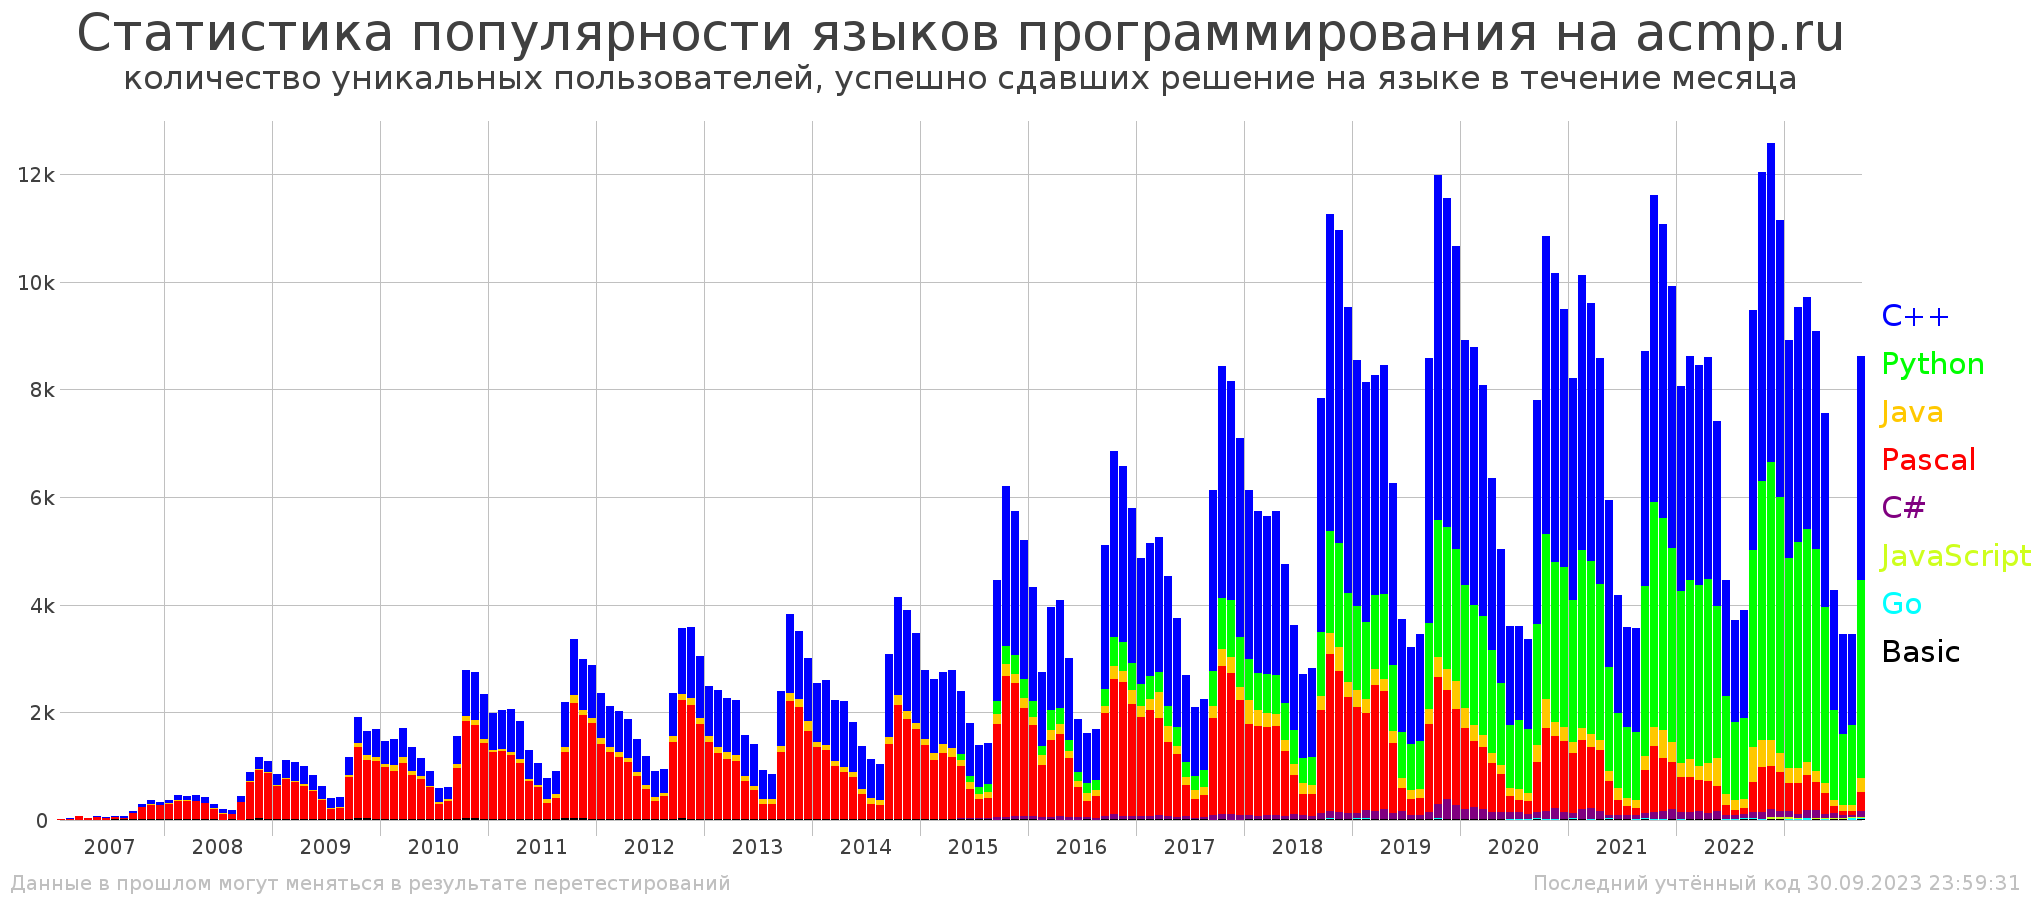 Статистика популярности языков программирования на acmp.ru
количество уникальных пользователей, успешно сдавших решение на языке в течение месяца
12k
10k
8k
6k
4k
2k
0
C++
Python
Java
Pascal
C#
JavaScript
Go
Basic
2007 2008 2009 2010 2011 2012 2013 2014 2015 2016 2017 2018 2019 2020 2021 2022
Данные в прошлом могут меняться в результате перетестирований
Последний учтённый код 30.09.2023 23:59:31